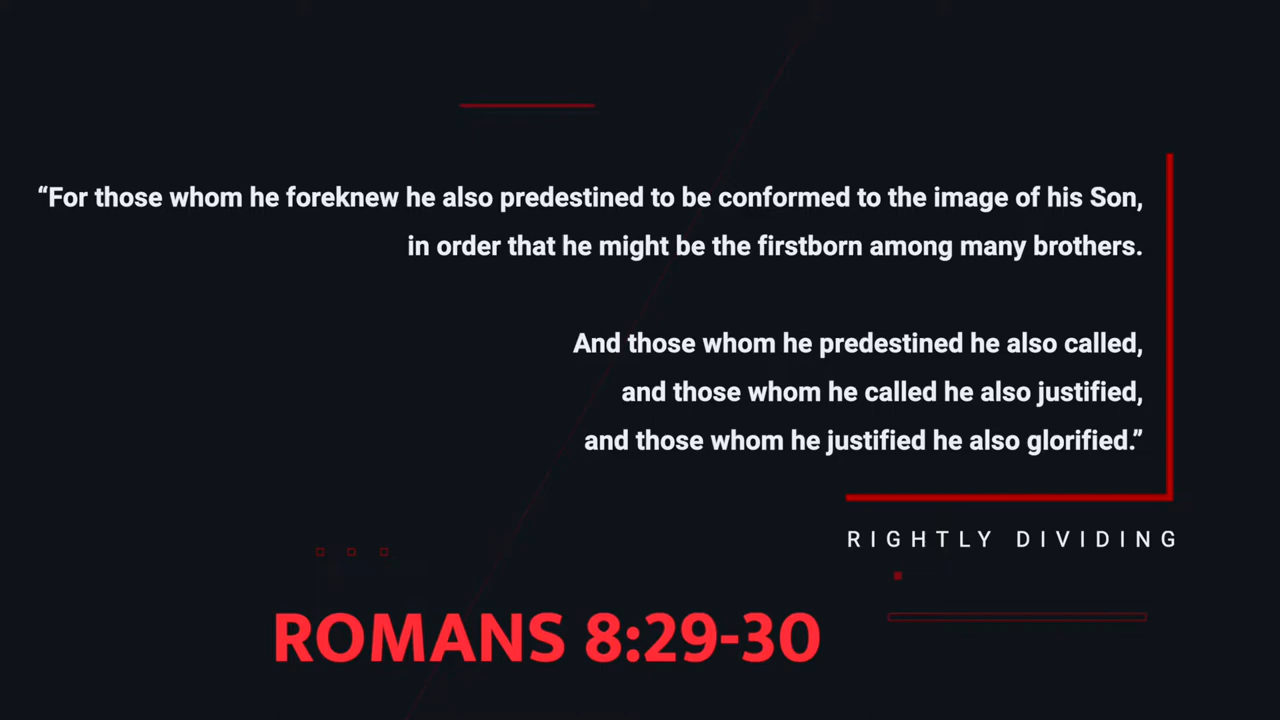 “For those whom he foreknew he also predestined to be conformed to the image of his Son,
in order that he might be the firstborn among many brothers.
And those whom he predestined he also called,
and those whom he called he also justified,
and those whom he justified he also glorified.”
RIGHTLY DIVIDING
ROMANS 8:29-30